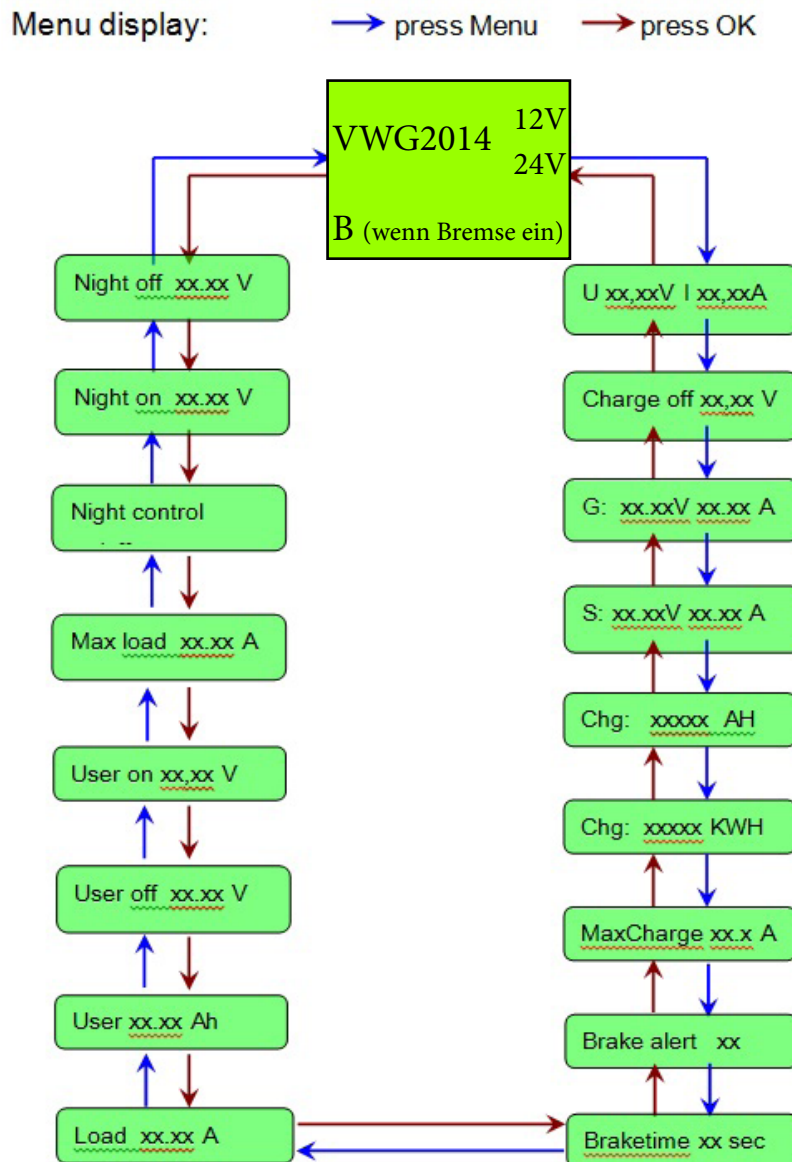 Menu display:
press Menu
press OK
VWG2014
12V
24V
B (wenn Bremse ein)
Night off xx.xx V
Night on xx.xx V
Night control
Max load xx.xx A
User on xx,xx V
User off xx.xx V
User xx.xx Ah
Load xx.xx A
U xx,xxV I xx,xxA
Charge off xx,xx V
G: xx.xxV xx.xx A
S: xx.xxV xx.xx A
Chg: xxxxx AH
Chg: xxxxx KWH
MaxCharge xx.x A
Brake alert xx
Braketime xx sec